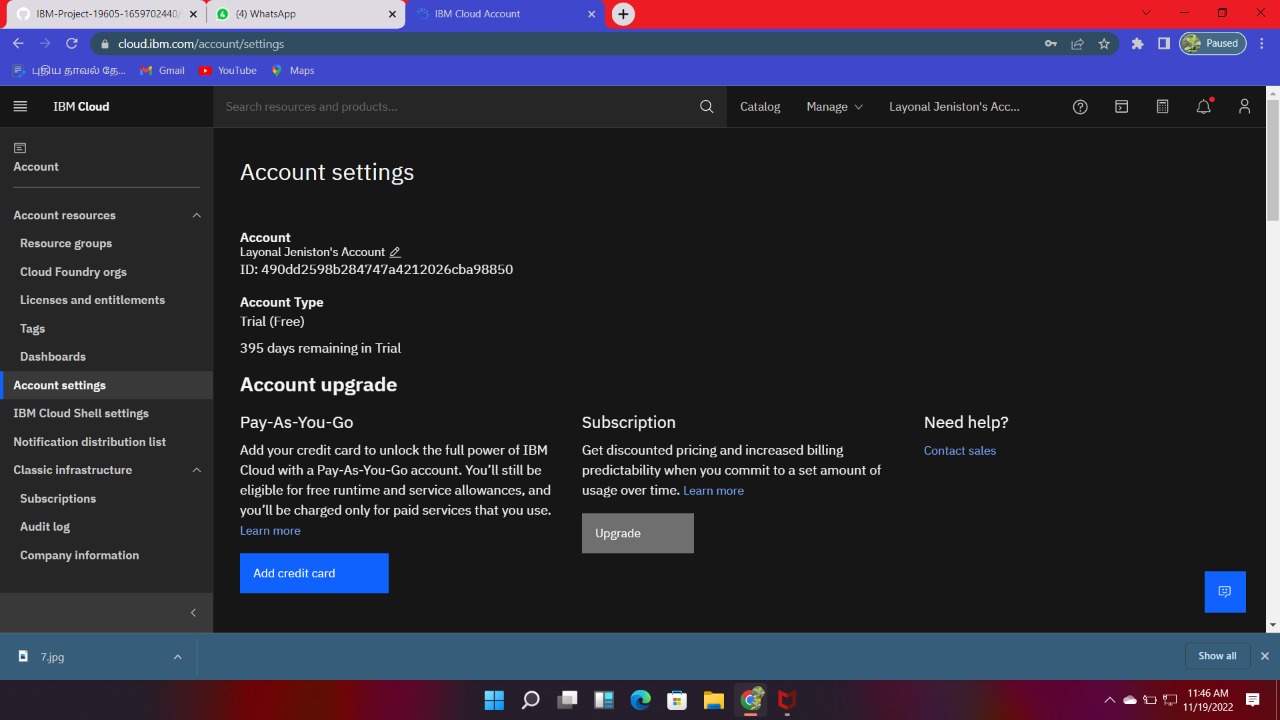 IBM-Project-19605-1659702440/
(4) WhatsApp
IBM Cloud Account
cloud.ibm.com/account/settings
Paused
புதிய தாவல் தே...
Gmail
YouTube
Maps
IBM Cloud
Search resources and products...
Catalog
Manage
Layonal Jeniston's Acc...
Account
Account resources
Resource groups
Cloud Foundry orgs
Licenses and entitlements
Tags
Dashboards
Account settings
IBM Cloud Shell settings
Notification distribution list
Classic infrastructure
Subscriptions
Audit log
Company information
Account settings
Account
Layonal Jeniston's Account
ID: 490dd2598b284747a4212026cba98850
Account Type
Trial (Free)
395 days remaining in Trial
Account upgrade
Pay-As-You-Go
Add your credit card to unlock the full power of IBM
Cloud with a Pay-As-You-Go account. You’ll still be
eligible for free runtime and service allowances, and
you’ll be charged only for paid services that you use.
Learn more
Add credit card
Subscription
Get discounted pricing and increased billing
predictability when you commit to a set amount of
usage over time. Learn more
Upgrade
Need help?
Contact sales
7.jpg
Show all
11:46 AM
11/19/2022